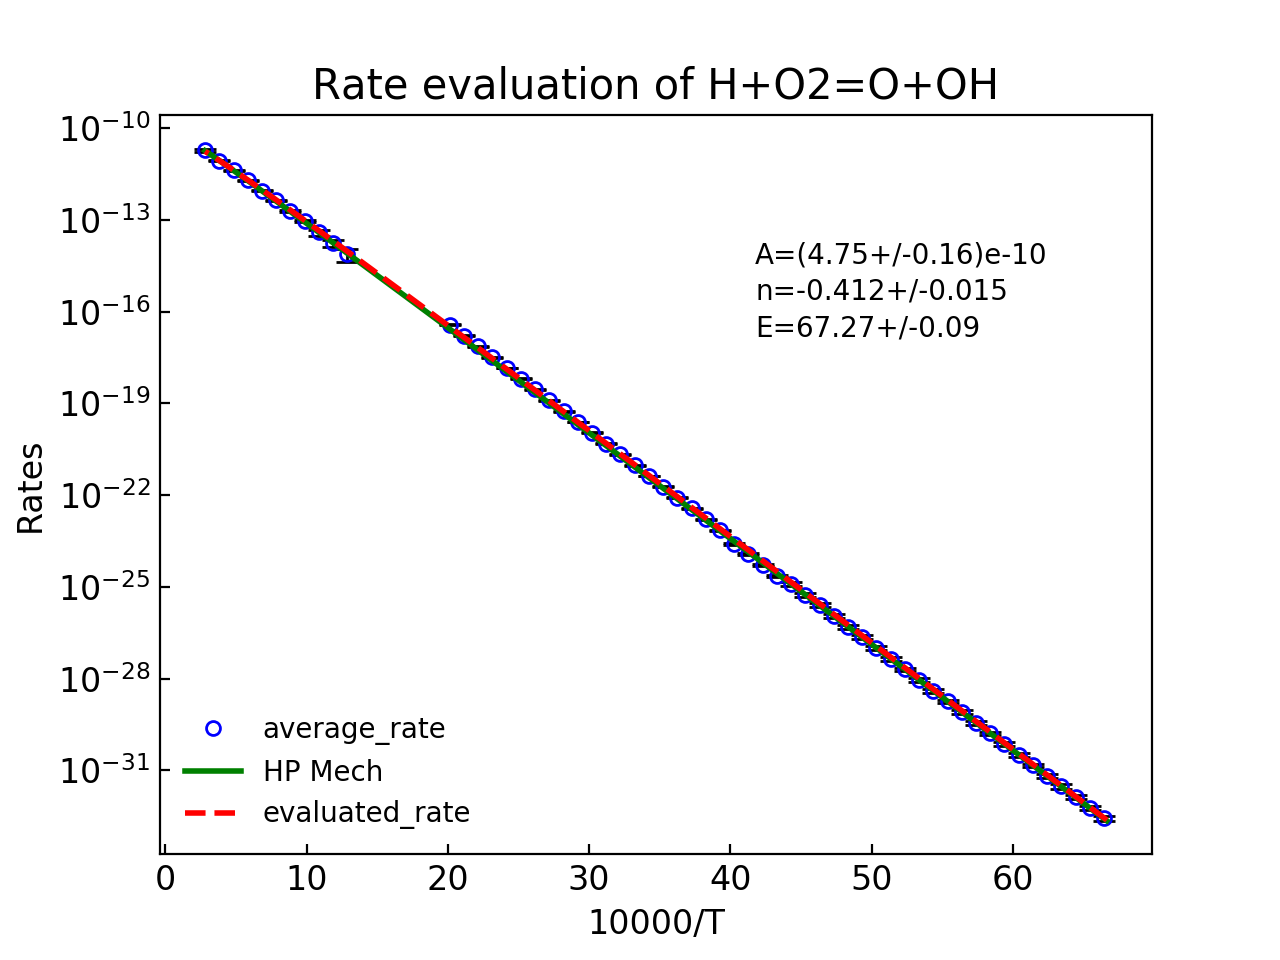 Rate evaluation of H+O2=O+OH
10⁻¹⁰
10⁻¹³
10⁻¹⁶
10⁻¹⁹
10⁻²²
10⁻²⁵
10⁻²⁸
10⁻³¹
Rates
A=(4.75+/-0.16)e-10
n=-0.412+/-0.015
E=67.27+/-0.09
average_rate
HP Mech
evaluated_rate
0 10 20 30 40 50 60
10000/T